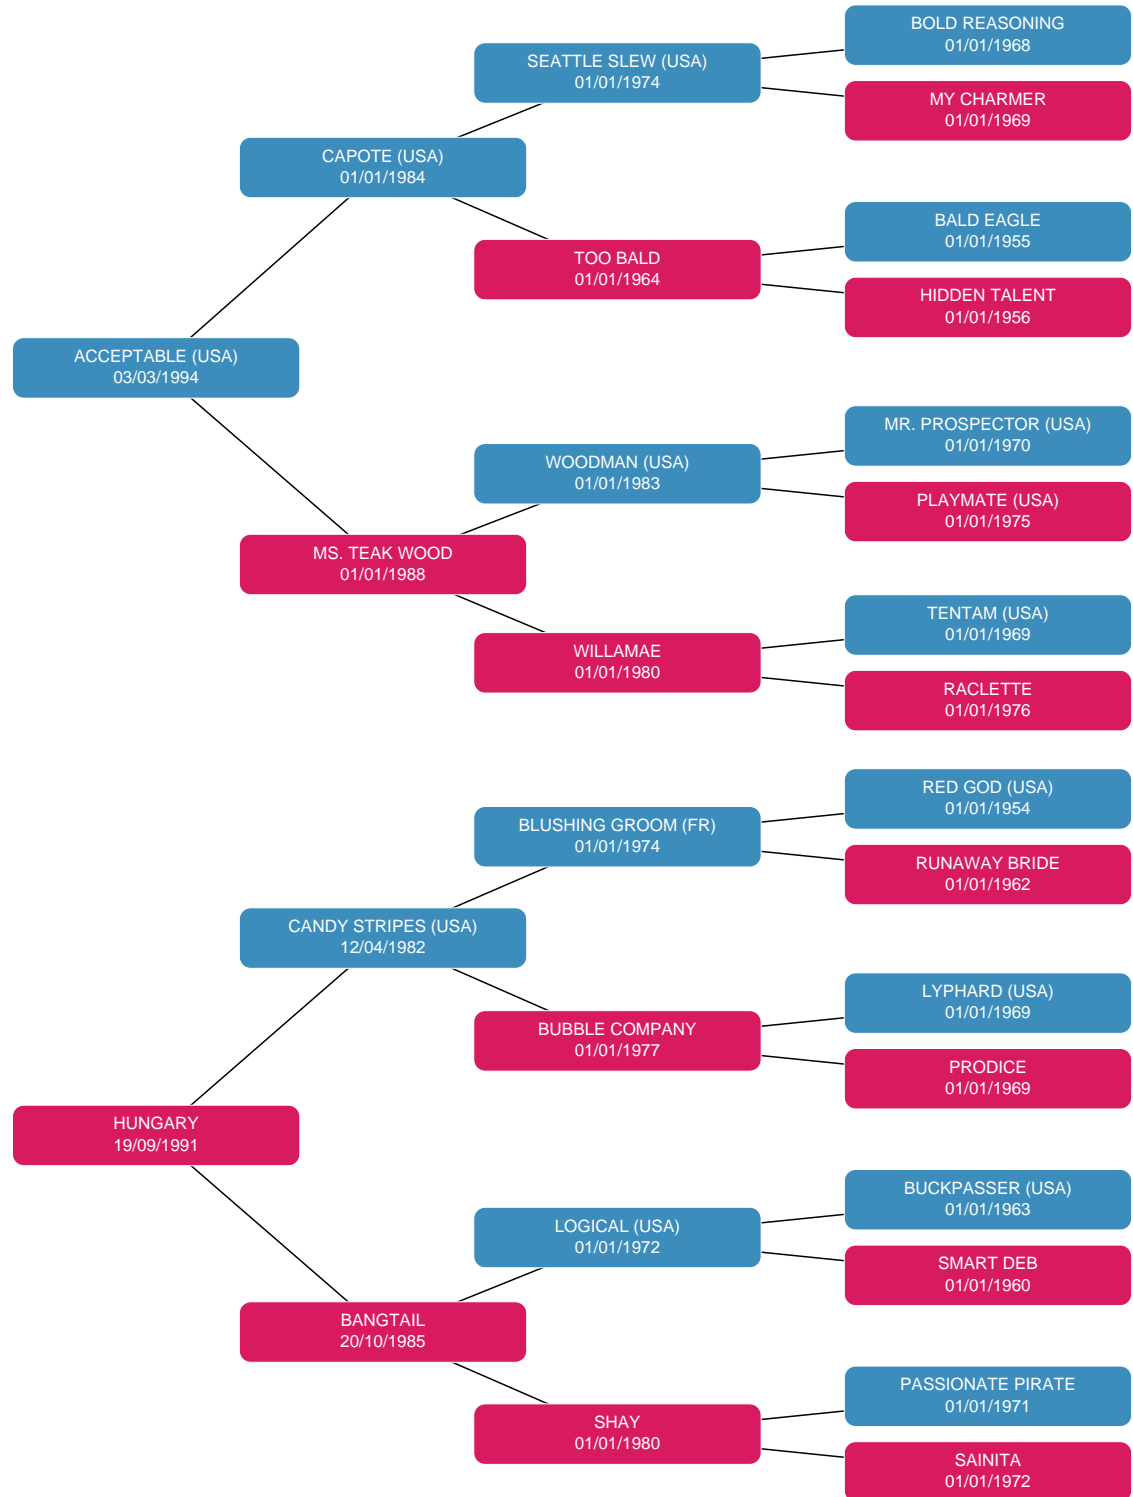 BOLD REASONING
01/01/1968
SEATTLE SLEW (USA)
01/01/1974
MY CHARMER
01/01/1969
CAPOTE (USA)
01/01/1984
BALD EAGLE
01/01/1955
TOO BALD
01/01/1964
HIDDEN TALENT
01/01/1956
ACCEPTABLE (USA)
03/03/1994
MR. PROSPECTOR (USA)
01/01/1970
WOODMAN (USA)
01/01/1983
PLAYMATE (USA)
01/01/1975
MS. TEAK WOOD
01/01/1988
TENTAM (USA)
01/01/1969
WILLAMAE
01/01/1980
RACLETTE
01/01/1976
RED GOD (USA)
01/01/1954
BLUSHING GROOM (FR)
01/01/1974
RUNAWAY BRIDE
01/01/1962
CANDY STRIPES (USA)
12/04/1982
LYPHARD (USA)
01/01/1969
BUBBLE COMPANY
01/01/1977
PRODICE
01/01/1969
HUNGARY
19/09/1991
BUCKPASSER (USA)
01/01/1963
LOGICAL (USA)
01/01/1972
SMART DEB
01/01/1960
BANGTAIL
20/10/1985
PASSIONATE PIRATE
01/01/1971
SHAY
01/01/1980
SAINITA
01/01/1972